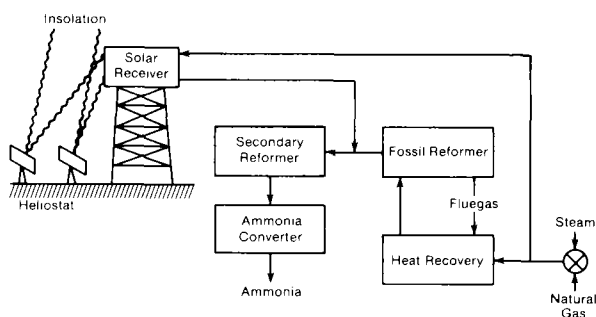 Insolation
Solar
Receiver
Heliostat
Secondary
Reformer
Fossil Reformer
Fluegas
Ammonia
Converter
Heat Recovery
Steam
Natural
Gas
Ammonia